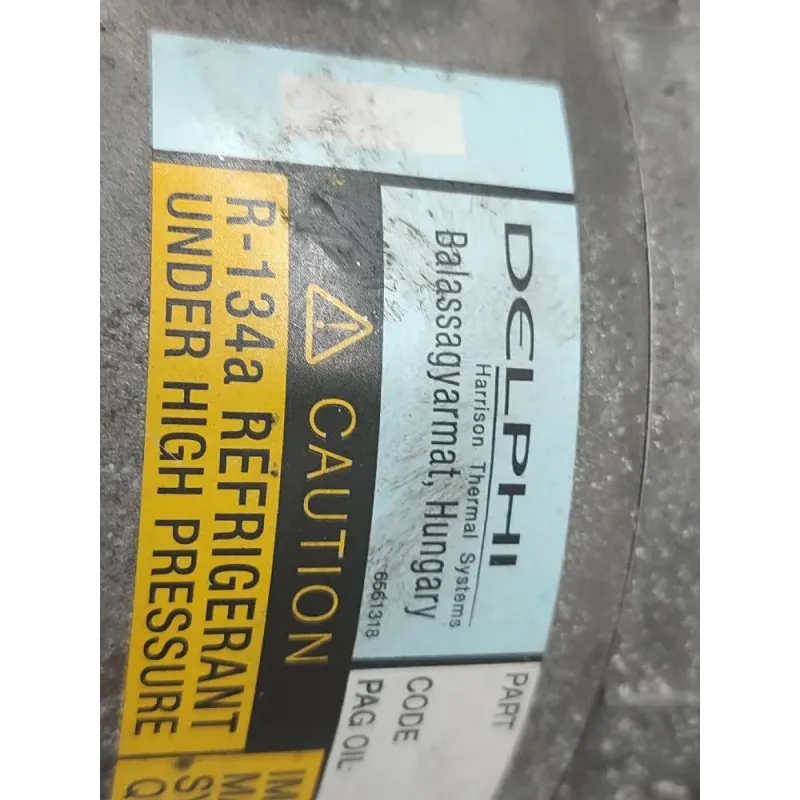 DELPHI
Harrison Thermal Systems
Balassagyarmat, Hungary
6561318
CAUTION
R-134a REFRIGERANT
UNDER HIGH PRESSURE
PART
CODE
PAG OIL: